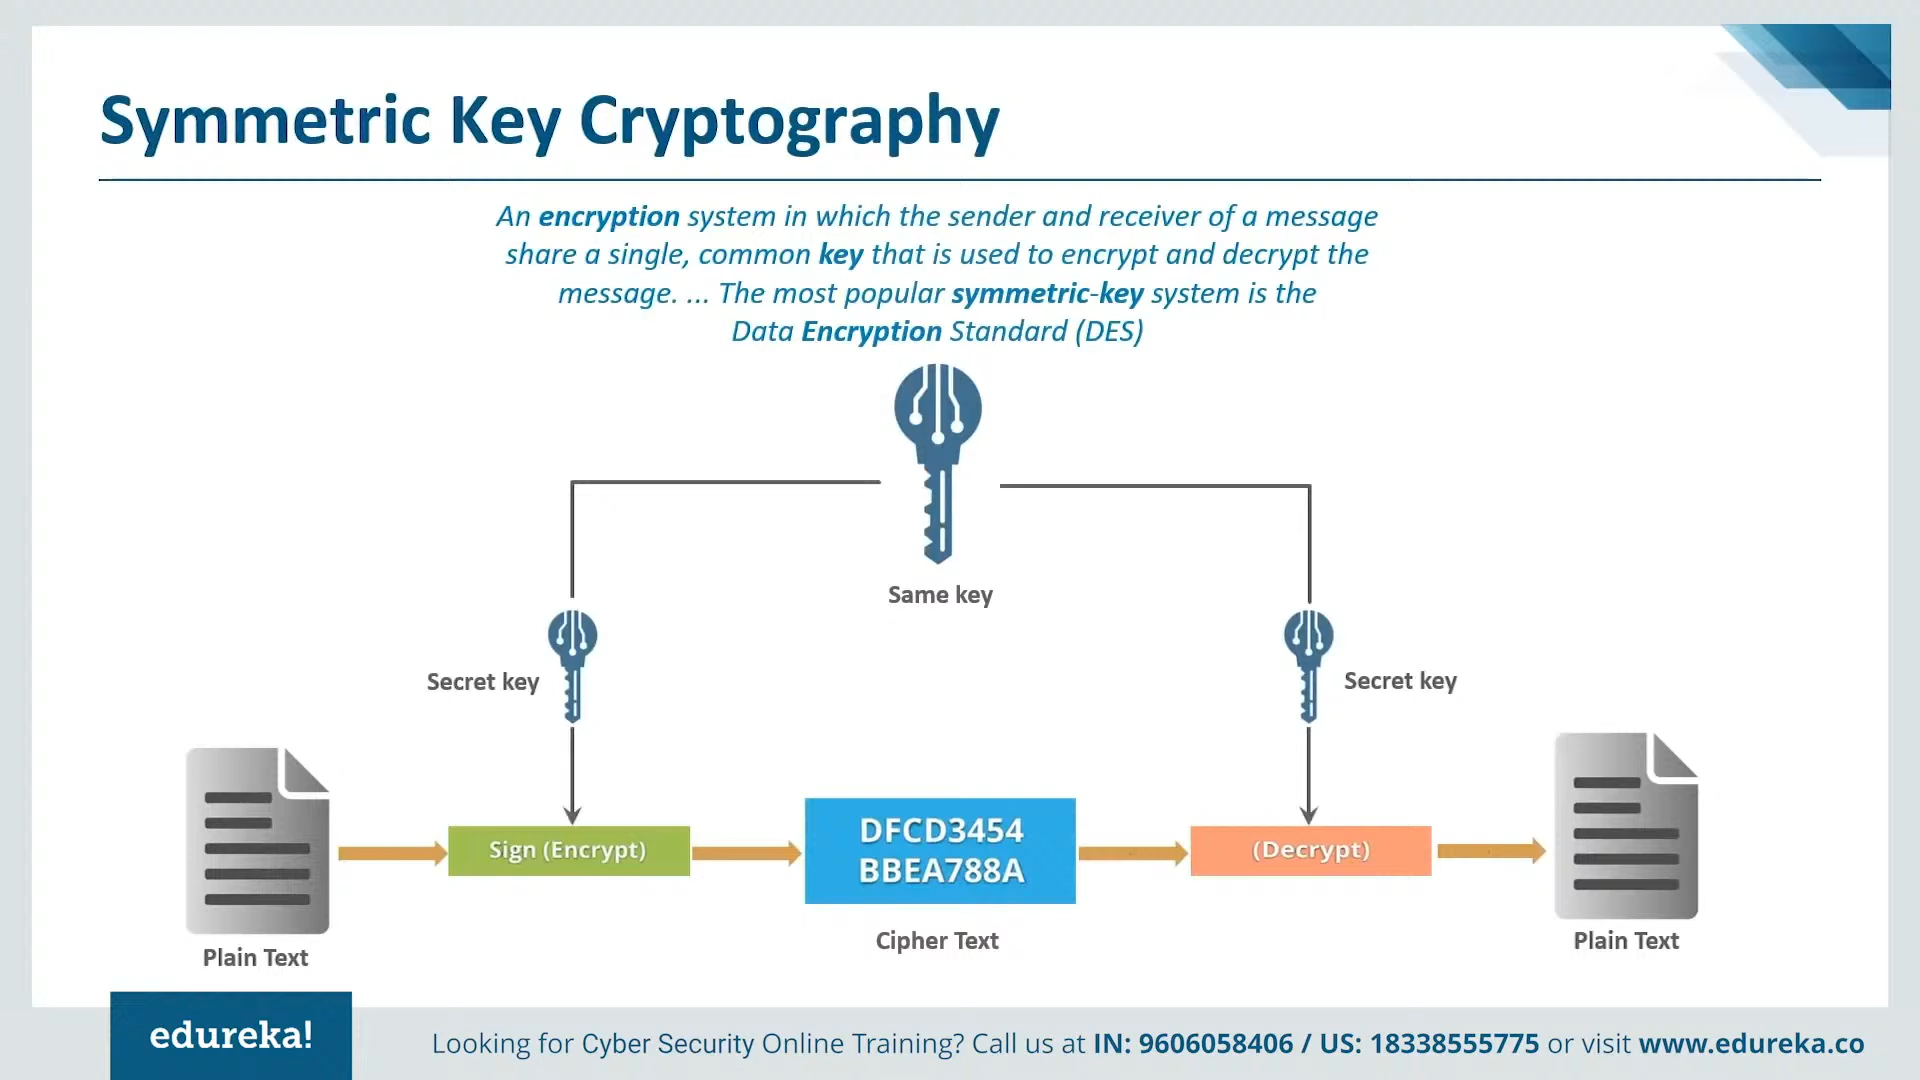 Symmetric Key Cryptography
An encryption system in which the sender and receiver of a message
share a single, common key that is used to encrypt and decrypt the
message. ... The most popular symmetric-key system is the
Data Encryption Standard (DES)
Same key
Secret key
Secret key
Sign (Encrypt)
DFCD3454
BBEA788A
(Decrypt)
Plain Text
Cipher Text
Plain Text
edureka!
Looking for Cyber Security Online Training? Call us at IN: 9606058406 / US: 18338555775 or visit www.edureka.co